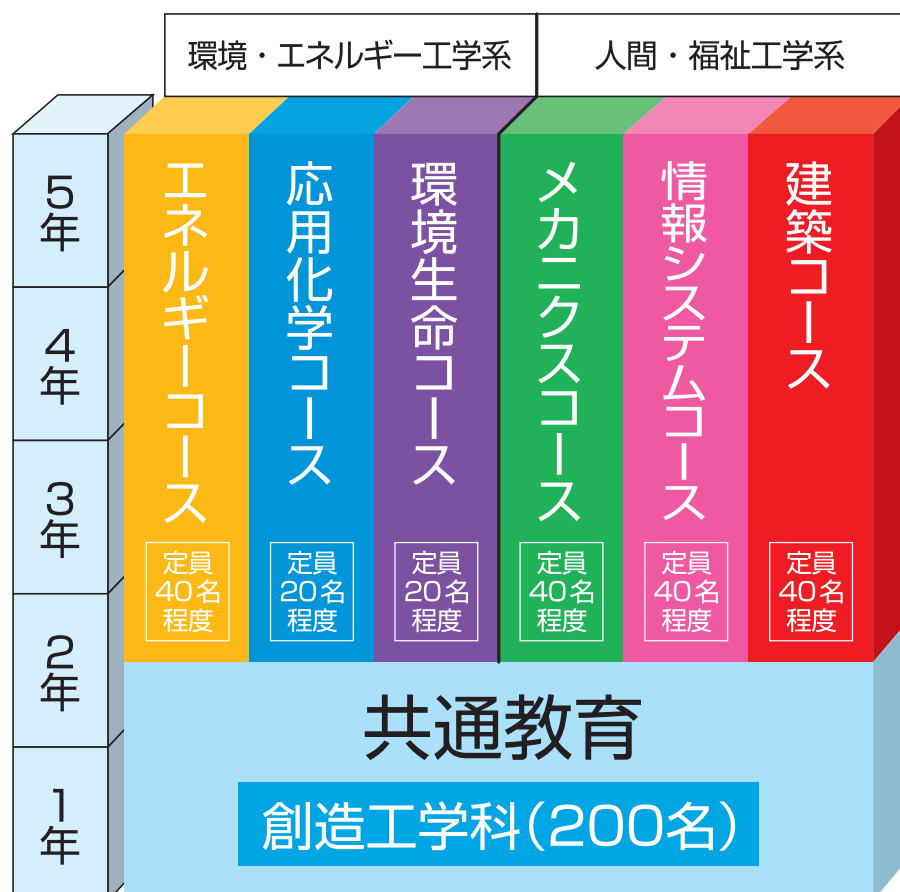 環境・エネルギー工学系
人間・福祉工学系
5年
4年
3年
2年
1年
エネルギーコース
定員
40名
程度
応用化学コース
定員
20名
程度
環境生命コース
定員
20名
程度
メカニクスコース
定員
40名
程度
情報システムコース
定員
40名
程度
建築コース
定員
40名
程度
共通教育
創造工学科(200名)